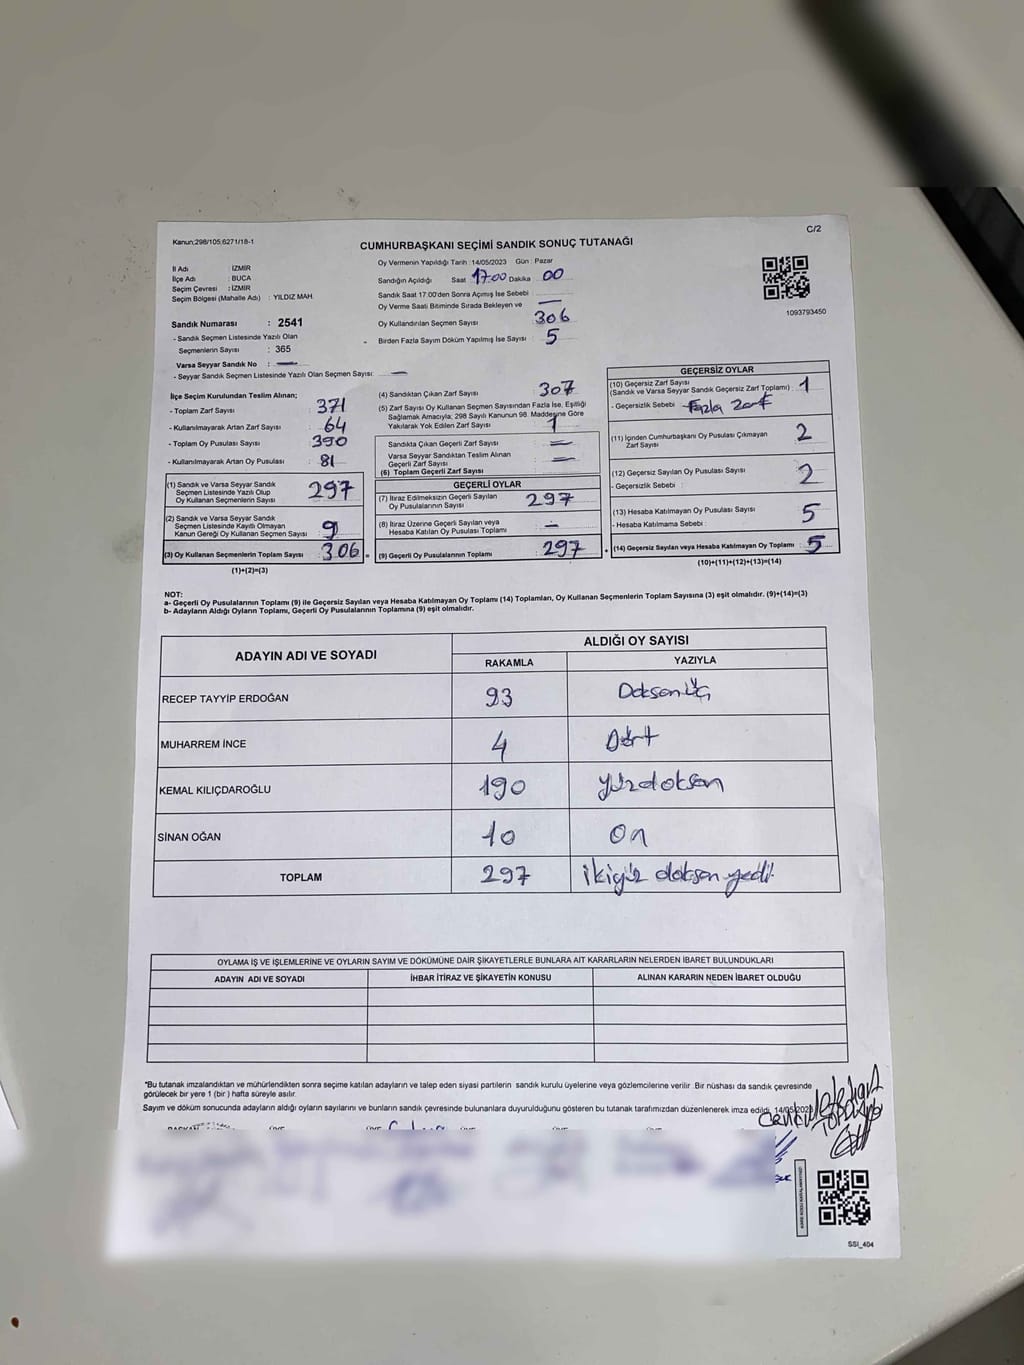 Kanun;298/105;6271/18-1
C/2
CUMHURBAŞKANI SEÇİMİ SANDIK SONUÇ TUTANAĞI
İl Adı : İZMİR
İlçe Adı : BUCA
Seçim Çevresi : İZMİR
Seçim Bölgesi (Mahalle Adı) : YILDIZ MAH.
Sandık Numarası : 2541
- Sandık Seçmen Listesinde Yazılı Olan
Seçmenlerin Sayısı : 365
Varsa Seyyar Sandık No : —
- Seyyar Sandık Seçmen Listesinde Yazılı Olan Seçmen Sayısı: —
Oy Vermenin Yapıldığı Tarih : 14/05/2023 Gün : Pazar
Sandığın Açıldığı Saat 17:00 Dakika 00
Sandık Saat 17:00'den Sonra Açmış İse Sebebi :
Oy Verme Saati Bitiminde Sırada Bekleyen ve —
Oy Kullandırılan Seçmen Sayısı 306
- Birden Fazla Sayım Döküm Yapılmış İse Sayısı : 5
1093793450
İlçe Seçim Kurulundan Teslim Alınan;
- Toplam Zarf Sayısı : 371
- Kullanılmayarak Artan Zarf Sayısı : 64
- Toplam Oy Pusulası Sayısı : 390
- Kullanılmayarak Artan Oy Pusulası : 81
(1) Sandık ve Varsa Seyyar Sandık
Seçmen Listesinde Yazılı Olup
Oy Kullanan Seçmenlerin Sayısı : 297
(2) Sandık ve Varsa Seyyar Sandık
Seçmen Listesinde Kayıtlı Olmayan
Kanun Gereği Oy Kullanan Seçmen Sayısı : 9
(3) Oy Kullanan Seçmenlerin Toplam Sayısı : 306 =
(1)+(2)=(3)
(4) Sandıktan Çıkan Zarf Sayısı : 307
(5) Zarf Sayısı Oy Kullanan Seçmen Sayısından Fazla İse, Eşitliği
Sağlamak Amacıyla; 298 Sayılı Kanunun 98. Maddesine Göre
Yakılarak Yok Edilen Zarf Sayısı : 1
Sandıkta Çıkan Geçerli Zarf Sayısı : =
Varsa Seyyar Sandıktan Teslim Alınan
Geçerli Zarf Sayısı : =
(6) Toplam Geçerli Zarf Sayısı
GEÇERLİ OYLAR
(7) İtiraz Edilmeksizin Geçerli Sayılan
Oy Pusulalarının Sayısı : 297
(8) İtiraz Üzerine Geçerli Sayılan veya
Hesaba Katılan Oy Pusulası Toplamı : —
(9) Geçerli Oy Pusulalarının Toplamı : 297
GEÇERSİZ OYLAR
(10) Geçersiz Zarf Sayısı
(Sandık ve Varsa Seyyar Sandık Geçersiz Zarf Toplamı) : 1
- Geçersizlik Sebebi : Fazla Zarf
(11) İçinden Cumhurbaşkanı Oy Pusulası Çıkmayan
Zarf Sayısı : 2
(12) Geçersiz Sayılan Oy Pusulası Sayısı : 2
- Geçersizlik Sebebi :
(13) Hesaba Katılmayan Oy Pusulası Sayısı : 5
- Hesaba Katılmama Sebebi :
(14) Geçersiz Sayılan veya Hesaba Katılmayan Oy Toplamı : 5
(10)+(11)+(12)+(13)=(14)
NOT:
a- Geçerli Oy Pusulalarının Toplamı (9) ile Geçersiz Sayılan veya Hesaba Katılmayan Oy Toplamı (14) Toplamları, Oy Kullanan Seçmenlerin Toplam Sayısına (3) eşit olmalıdır. (9)+(14)=(3)
b- Adayların Aldığı Oyların Toplamı, Geçerli Oy Pusulalarının Toplamına (9) eşit olmalıdır.
ADAYIN ADI VE SOYADI
ALDIĞI OY SAYISI
RAKAMLA YAZIYLA
RECEP TAYYİP ERDOĞAN 93 Doksan Üç
MUHARREM İNCE 4 Dört
KEMAL KILIÇDAROĞLU 190 yüzdoksan
SİNAN OĞAN 10 On
TOPLAM 297 ikiyüz doksan yedi
OYLAMA İŞ VE İŞLEMLERİNE VE OYLARIN SAYIM VE DÖKÜMÜNE DAİR ŞİKAYETLERLE BUNLARA AİT KARARLARIN NELERDEN İBARET BULUNDUKLARI
ADAYIN ADI VE SOYADI İHBAR İTİRAZ VE ŞİKAYETİN KONUSU ALINAN KARARIN NEDEN İBARET OLDUĞU
*Bu tutanak imzalandıktan ve mühürlendikten sonra seçime katılan adayların ve talep eden siyasi partilerin sandık kurulu üyelerine veya gözlemcilerine verilir .Bir nüshası da sandık çevresinde
görülecek bir yere 1 (bir ) hafta süreyle asılır.
Sayım ve döküm sonucunda adayların aldığı oyların sayılarını ve bunların sandık çevresinde bulunanlara duyurulduğunu gösteren bu tutanak tarafımızdan düzenlenerek imza edildi. 14/05/2023
SSI_404